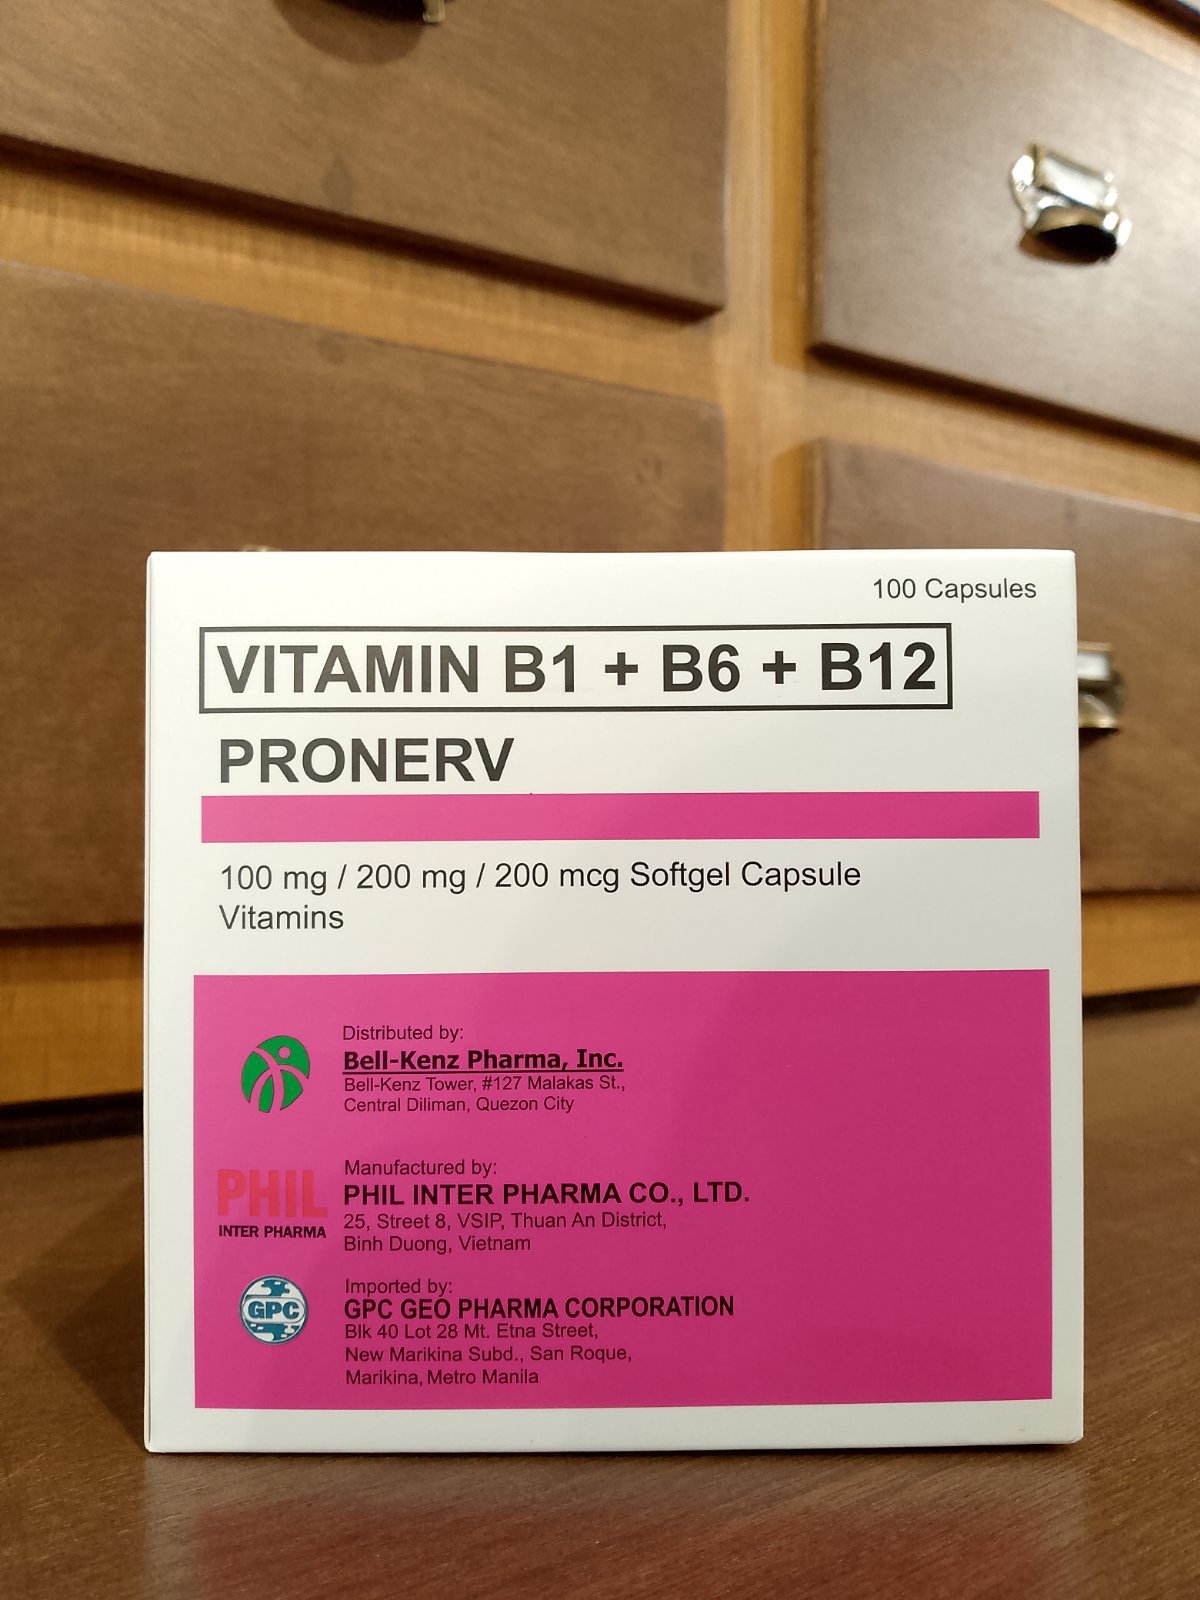 100 Capsules
VITAMIN B1 + B6 + B12
PRONERV
100 mg / 200 mg / 200 mcg Softgel Capsule
Vitamins
Distributed by:
Bell-Kenz Pharma, Inc.
Bell-Kenz Tower, #127 Malakas St.,
Central Diliman, Quezon City
PHIL
INTER PHARMA
Manufactured by:
PHIL INTER PHARMA CO., LTD.
25, Street 8, VSIP, Thuan An District,
Binh Duong, Vietnam
GPC
Imported by:
GPC GEO PHARMA CORPORATION
Blk 40 Lot 28 Mt. Etna Street,
New Marikina Subd., San Roque,
Marikina, Metro Manila